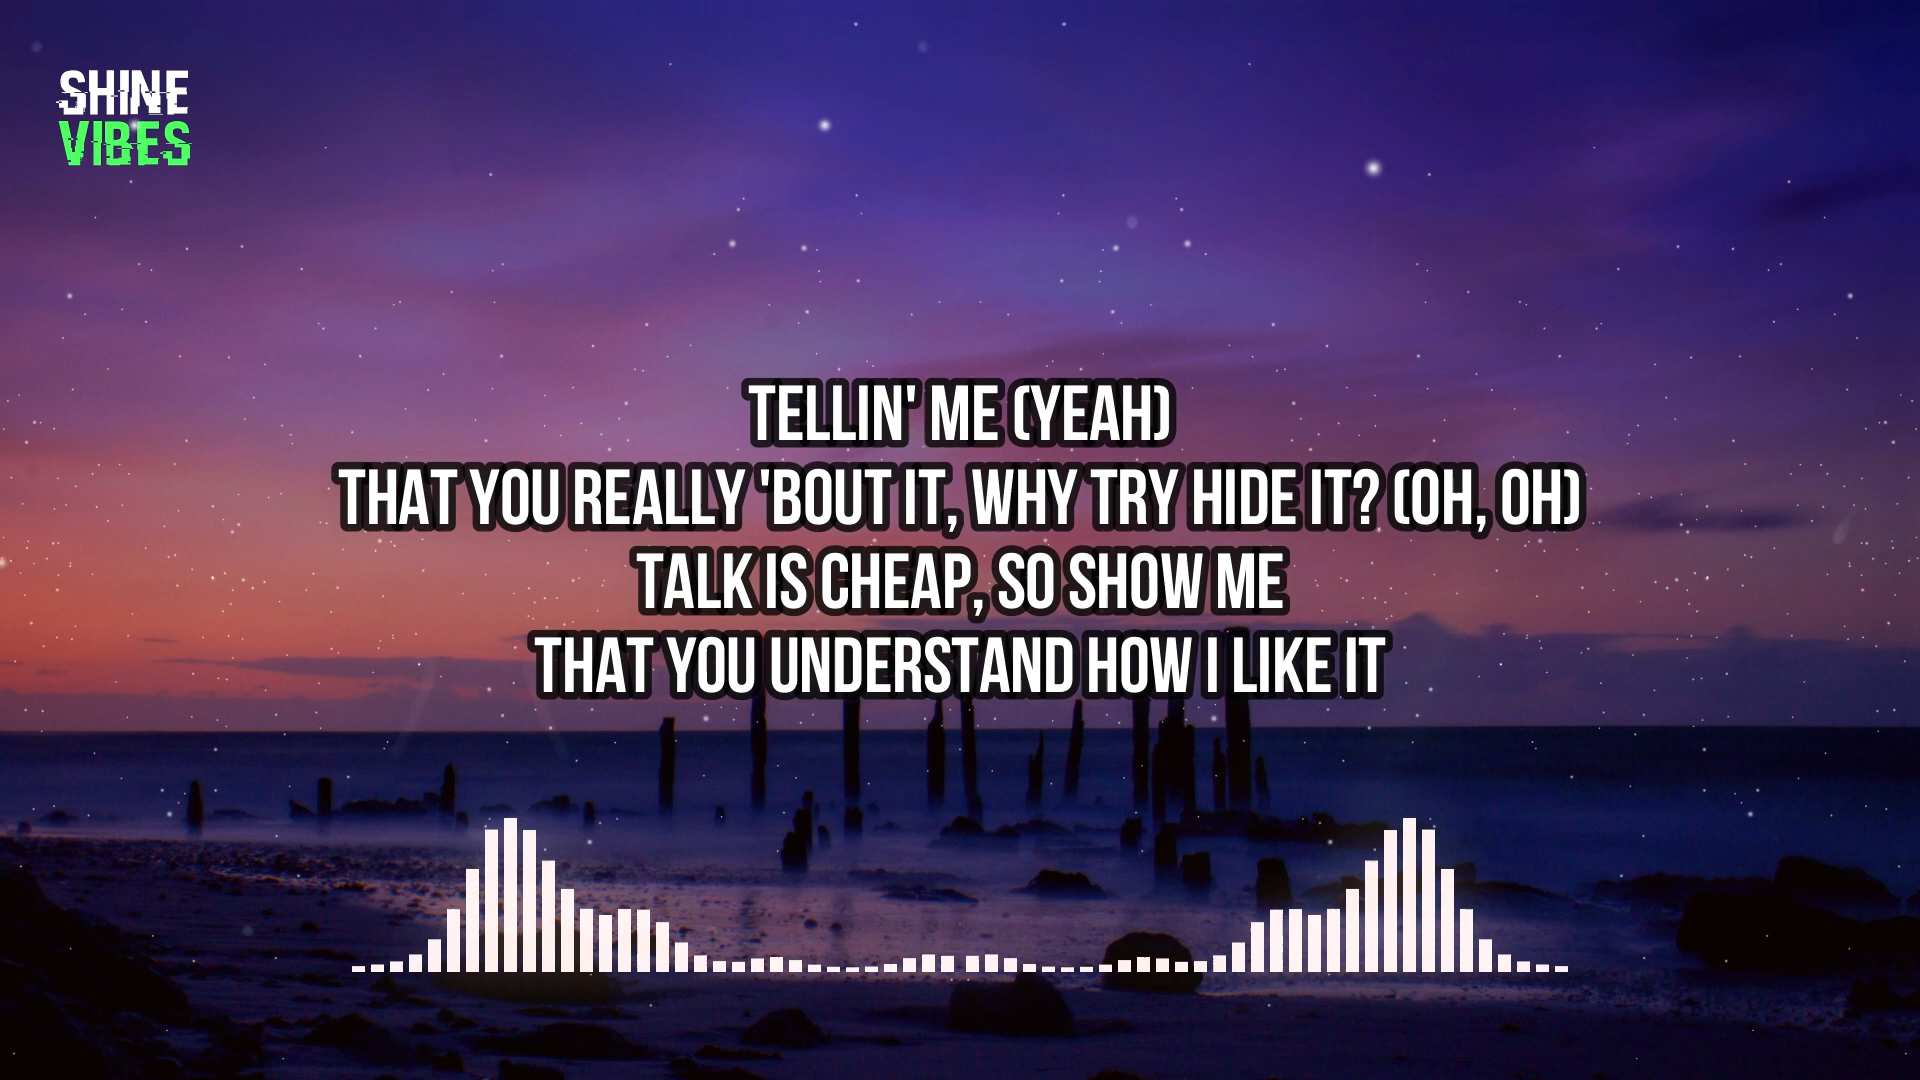 SHINE
VIBES
TELLIN' ME (YEAH)
THAT YOU REALLY 'BOUT IT, WHY TRY HIDE IT? (OH, OH)
TALK IS CHEAP, SO SHOW ME
THAT YOU UNDERSTAND HOW I LIKE IT